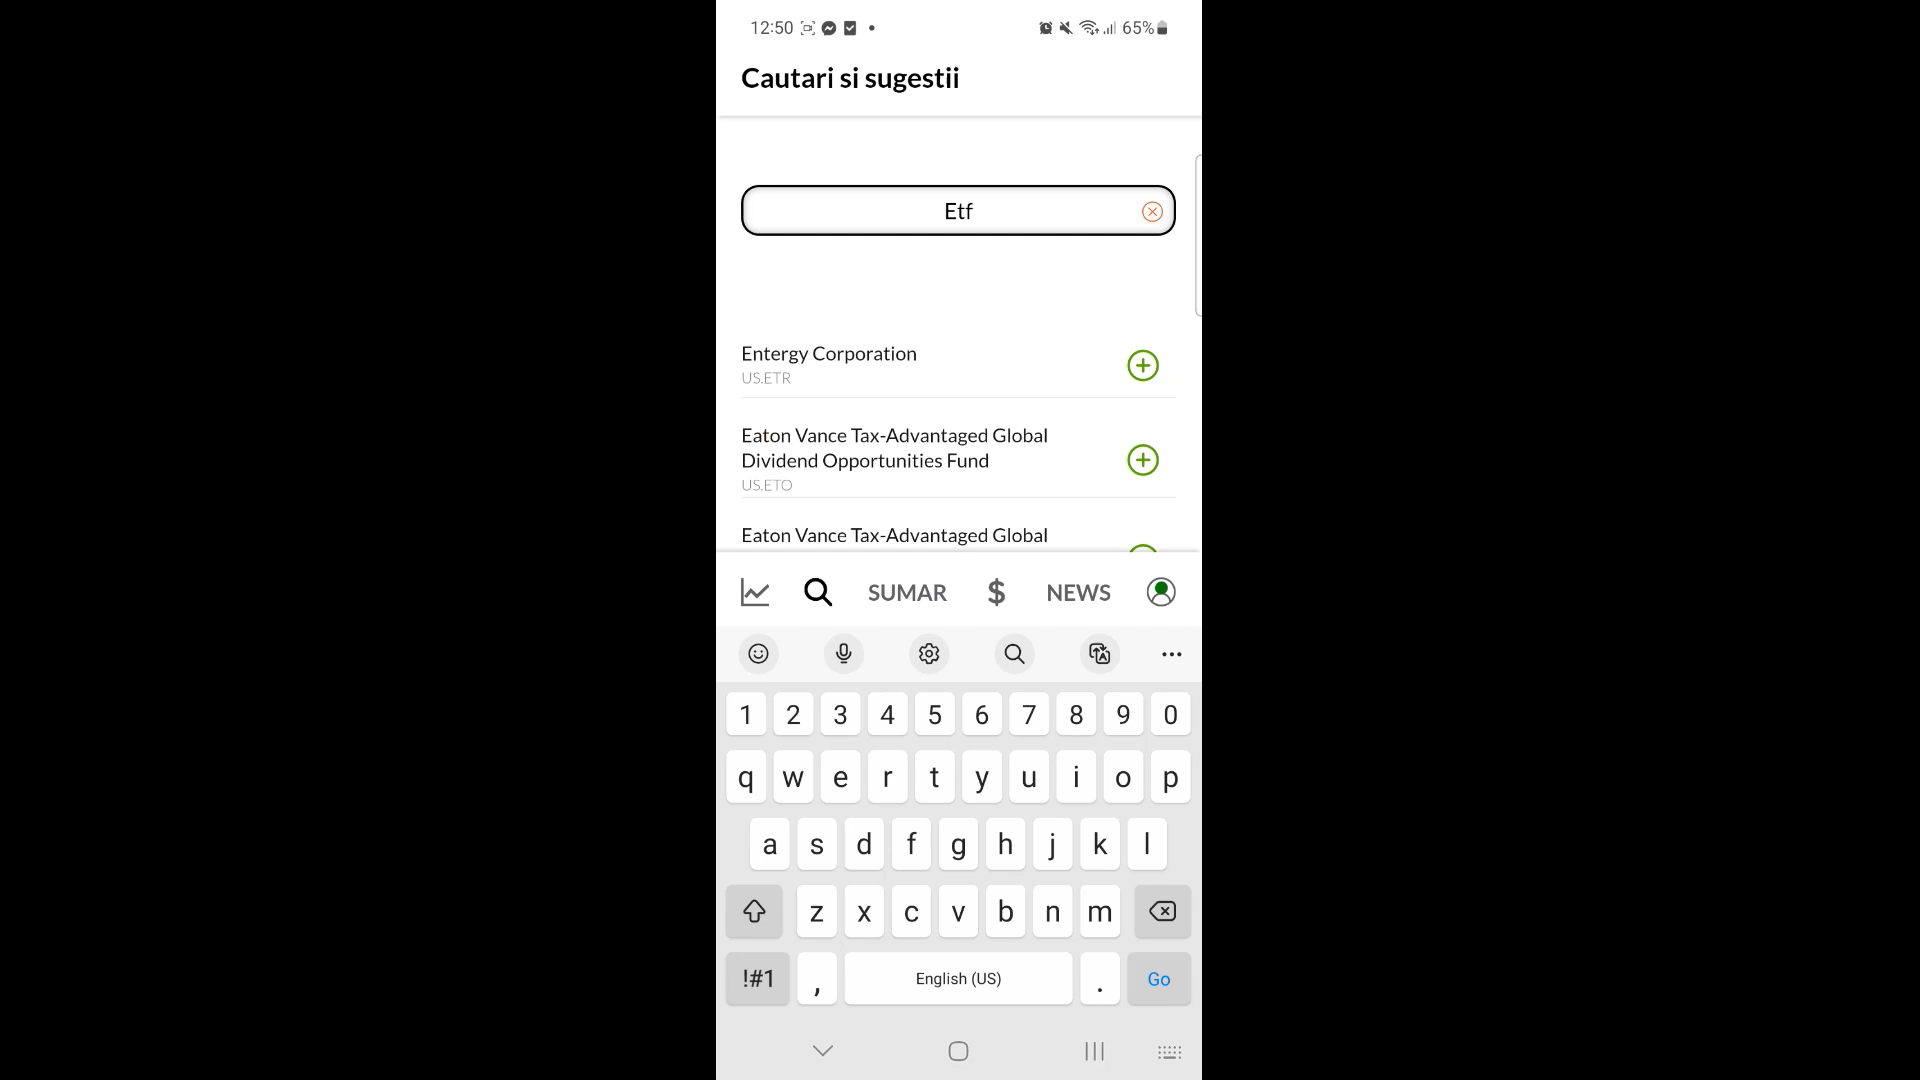 12:50 65%
Cautari si sugestii
Etf
Entergy Corporation
US.ETR
Eaton Vance Tax-Advantaged Global
Dividend Opportunities Fund
US.ETO
Eaton Vance Tax-Advantaged Global
SUMAR $ NEWS
1 2 3 4 5 6 7 8 9 0
q w e r t y u i o p
a s d f g h j k l
z x c v b n m
!#1 , English (US) . Go